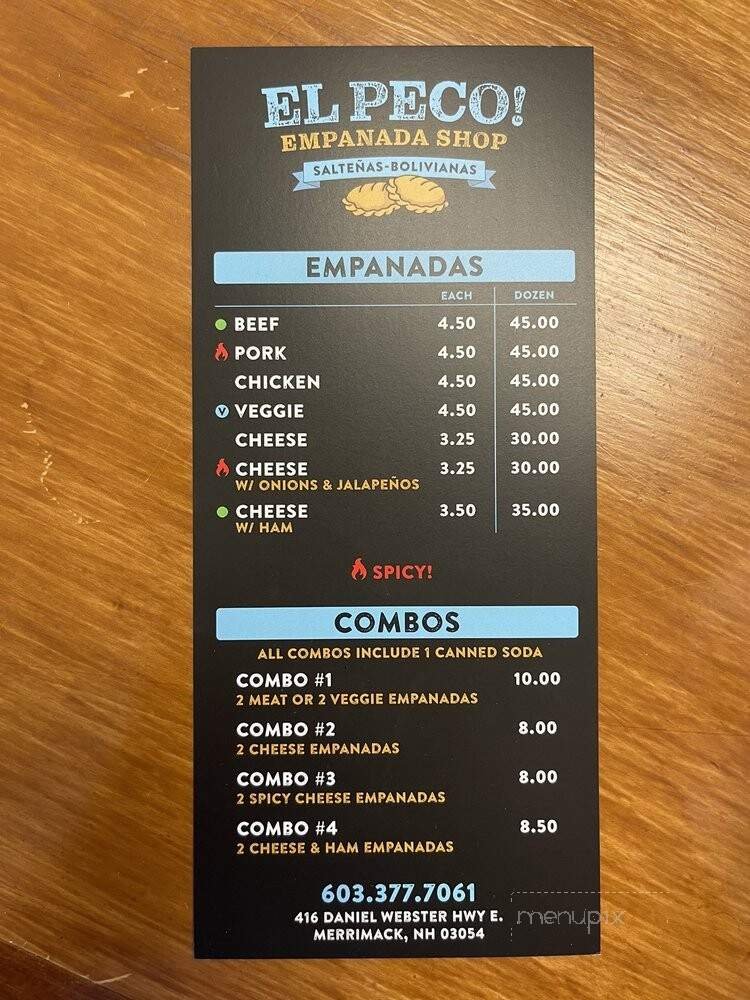 EL PECO!
EMPANADA SHOP
SALTEÑAS-BOLIVIANAS
EMPANADAS
EACH DOZEN
BEEF 4.50 45.00
PORK 4.50 45.00
CHICKEN 4.50 45.00
V VEGGIE 4.50 45.00
CHEESE 3.25 30.00
CHEESE 3.25 30.00
W/ ONIONS & JALAPEÑOS
CHEESE 3.50 35.00
W/ HAM
SPICY!
COMBOS
ALL COMBOS INCLUDE 1 CANNED SODA
COMBO #1 10.00
2 MEAT OR 2 VEGGIE EMPANADAS
COMBO #2 8.00
2 CHEESE EMPANADAS
COMBO #3 8.00
2 SPICY CHEESE EMPANADAS
COMBO #4 8.50
2 CHEESE & HAM EMPANADAS
603.377.7061
416 DANIEL WEBSTER HWY E.
MERRIMACK, NH 03054
menupix